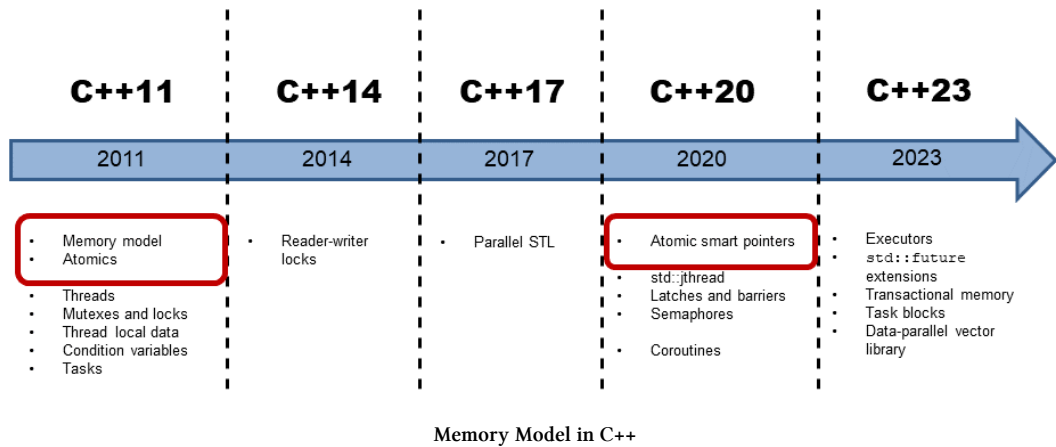 C++11
C++14
C++17
C++20
C++23
2011
2014
2017
2020
2023
• Memory model
• Atomics
• Threads
• Mutexes and locks
• Thread local data
• Condition variables
• Tasks
• Reader-writer
locks
• Parallel STL
• Atomic smart pointers
• std::jthread
• Latches and barriers
• Semaphores
• Coroutines
• Executors
• std::future
extensions
• Transactional memory
• Task blocks
• Data-parallel vector
library
Memory Model in C++